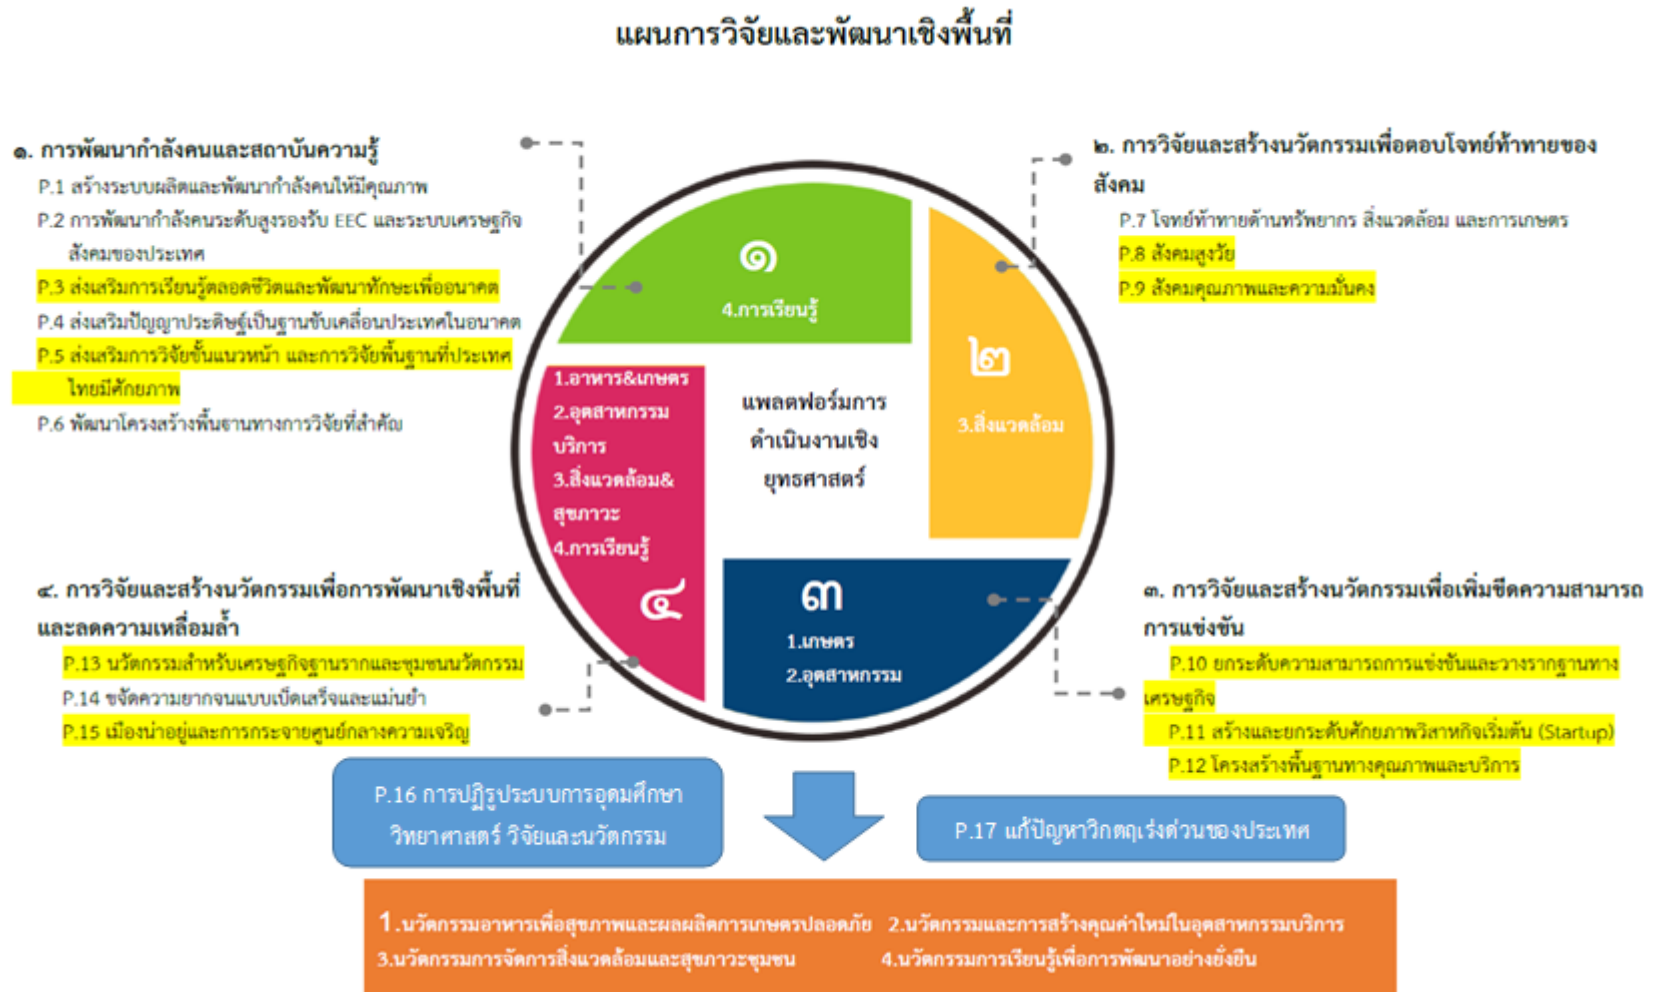 แผนการวิจัยและพัฒนาเชิงพื้นที่
๑. การพัฒนากำลังคนและสถาบันความรู้
P.1 สร้างระบบผลิตและพัฒนากำลังคนให้มีคุณภาพ
P.2 การพัฒนากำลังคนระดับสูงรองรับ EEC และระบบเศรษฐกิจ
สังคมของประเทศ
P.3 ส่งเสริมการเรียนรู้ตลอดชีวิตและพัฒนาทักษะเพื่ออนาคต
P.4 ส่งเสริมปัญญาประดิษฐ์เป็นฐานขับเคลื่อนประเทศในอนาคต
P.5 ส่งเสริมการวิจัยขั้นแนวหน้า และการวิจัยพื้นฐานที่ประเทศ
ไทยมีศักยภาพ
P.6 พัฒนาโครงสร้างพื้นฐานทางการวิจัยที่สำคัญ
๒. การวิจัยและสร้างนวัตกรรมเพื่อตอบโจทย์ท้าทายของ
สังคม
P.7 โจทย์ท้าทายด้านทรัพยากร สิ่งแวดล้อม และการเกษตร
P.8 สังคมสูงวัย
P.9 สังคมคุณภาพและความมั่นคง
๑
4.การเรียนรู้
๒
3.สิ่งแวดล้อม
แพลตฟอร์มการ
ดำเนินงานเชิง
ยุทธศาสตร์
1.อาหาร&เกษตร
2.อุตสาหกรรม
บริการ
3.สิ่งแวดล้อม&
สุขภาวะ
4.การเรียนรู้
๔
๓
1.เกษตร
2.อุตสาหกรรม
๔. การวิจัยและสร้างนวัตกรรมเพื่อการพัฒนาเชิงพื้นที่
และลดความเหลื่อมล้ำ
P.13 นวัตกรรมสำหรับเศรษฐกิจฐานรากและชุมชนนวัตกรรม
P.14 ขจัดความยากจนแบบเบ็ดเสร็จและแม่นยำ
P.15 เมืองน่าอยู่และการกระจายศูนย์กลางความเจริญ
๓. การวิจัยและสร้างนวัตกรรมเพื่อเพิ่มขีดความสามารถ
การแข่งขัน
P.10 ยกระดับความสามารถการแข่งขันและวางรากฐานทาง
เศรษฐกิจ
P.11 สร้างและยกระดับศักยภาพวิสาหกิจเริ่มต้น (Startup)
P.12 โครงสร้างพื้นฐานทางคุณภาพและบริการ
P.16 การปฏิรูประบบการอุดมศึกษา
วิทยาศาสตร์ วิจัยและนวัตกรรม
P.17 แก้ปัญหาวิกฤตเร่งด่วนของประเทศ
1.นวัตกรรมอาหารเพื่อสุขภาพและผลผลิตการเกษตรปลอดภัย 2.นวัตกรรมและการสร้างคุณค่าใหม่ในอุตสาหกรรมบริการ
3.นวัตกรรมการจัดการสิ่งแวดล้อมและสุขภาวะชุมชน 4.นวัตกรรมการเรียนรู้เพื่อการพัฒนาอย่างยั่งยืน